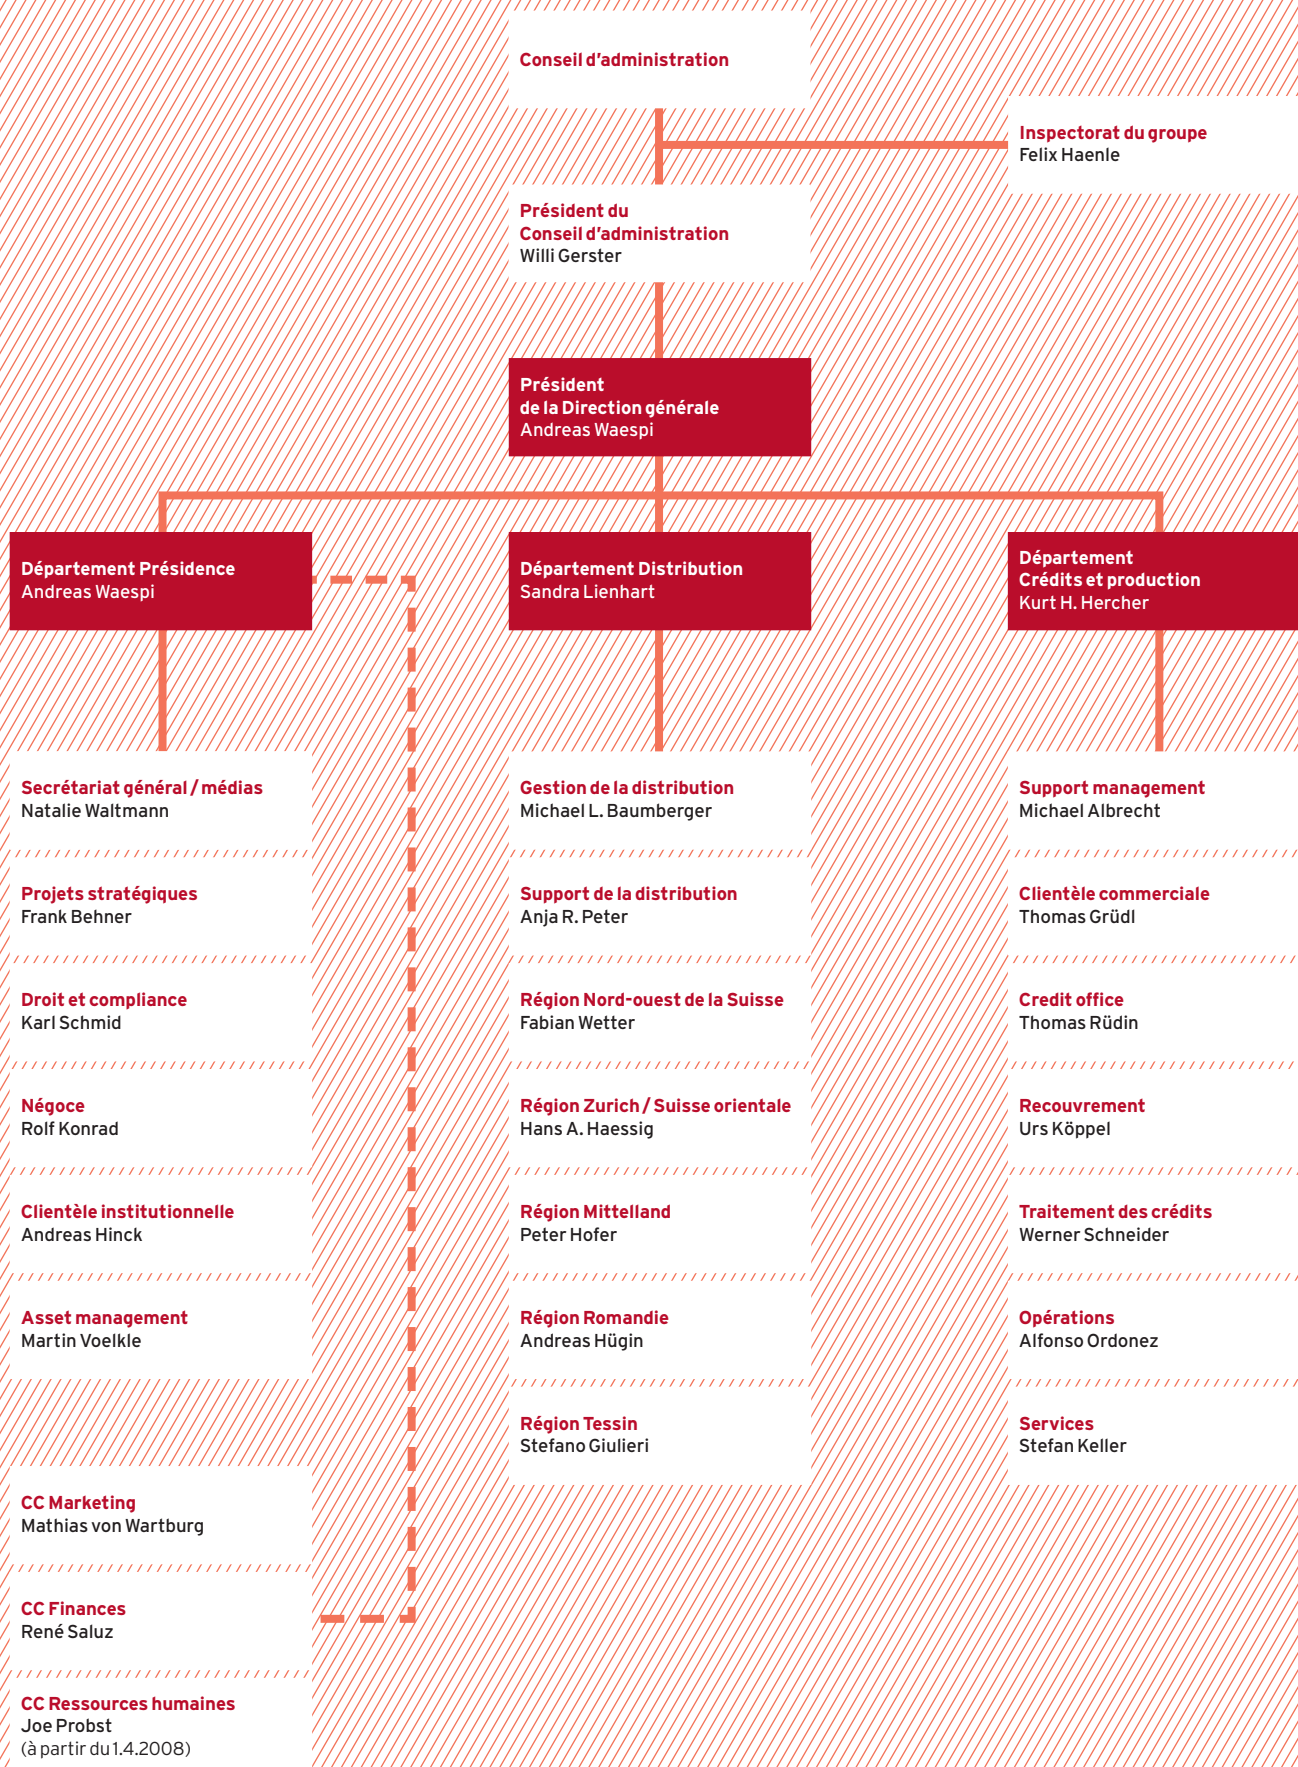 Conseil d'administration
Inspectorat du groupe
Felix Haenle
Président du
Conseil d'administration
Willi Gerster
Président
de la Direction générale
Andreas Waespi
Département Présidence
Andreas Waespi
Département Distribution
Sandra Lienhart
Département
Crédits et production
Kurt H. Hercher
Secrétariat général / médias
Natalie Waltmann
Projets stratégiques
Frank Behner
Droit et compliance
Karl Schmid
Négoce
Rolf Konrad
Clientèle institutionnelle
Andreas Hinck
Asset management
Martin Voelkle
CC Marketing
Mathias von Wartburg
CC Finances
René Saluz
CC Ressources humaines
Joe Probst
(à partir du 1.4.2008)
Gestion de la distribution
Michael L. Baumberger
Support de la distribution
Anja R. Peter
Région Nord-ouest de la Suisse
Fabian Wetter
Région Zurich / Suisse orientale
Hans A. Haessig
Région Mittelland
Peter Hofer
Région Romandie
Andreas Hügin
Région Tessin
Stefano Giulieri
Support management
Michael Albrecht
Clientèle commerciale
Thomas Grüdl
Credit office
Thomas Rüdin
Recouvrement
Urs Köppel
Traitement des crédits
Werner Schneider
Opérations
Alfonso Ordonez
Services
Stefan Keller